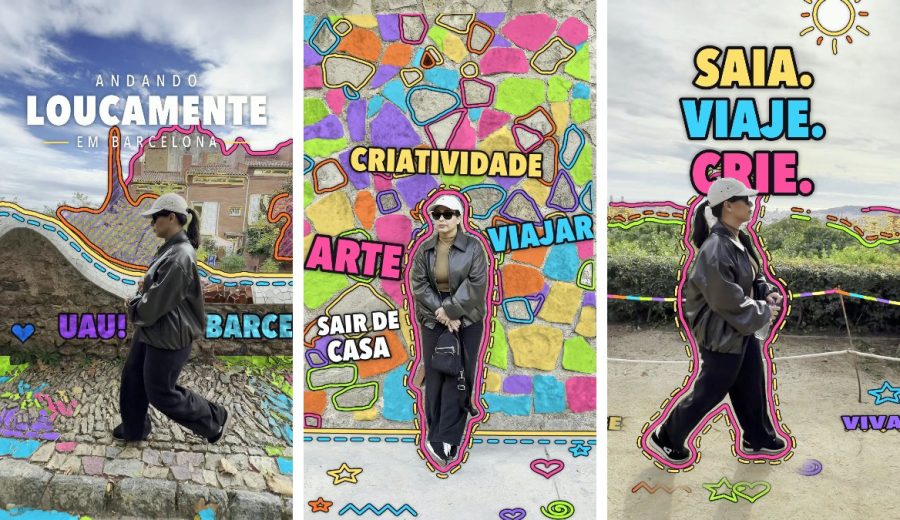 ANDANDO
LOUCAMENTE
EM BARCELONA
UAU!
BARCE
CRIATIVIDADE
ARTE
VIAJAR
SAIR DE
CASA
SAIA.
VIAJE.
CRIE.
VIVA